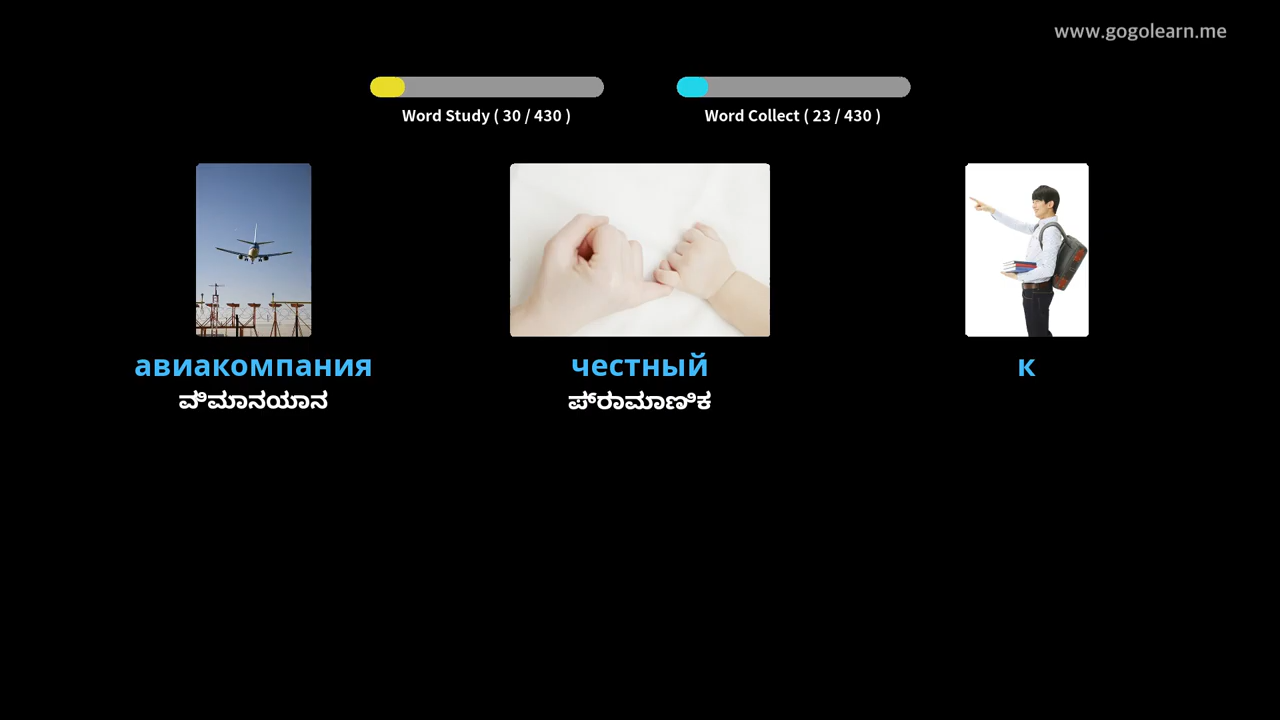 www.gogolearn.me
Word Study ( 30 / 430 )
Word Collect ( 23 / 430 )
авиакомпания
ವಿಮಾನಯಾನ
честный
ಪ್ರಾಮಾಣಿಕ
к